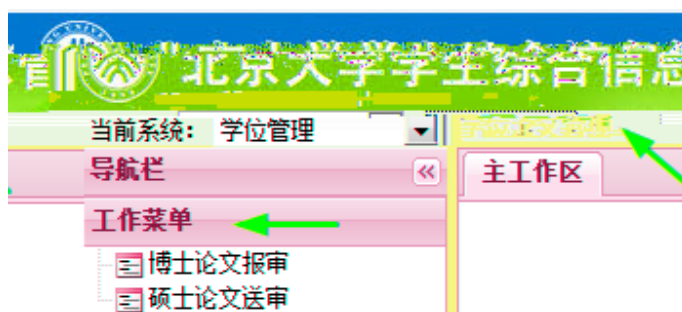 北京大学学生综合信息
当前系统： 学位管理
导航栏
主工作区
工作菜单
博士论文报审
硕士论文送审